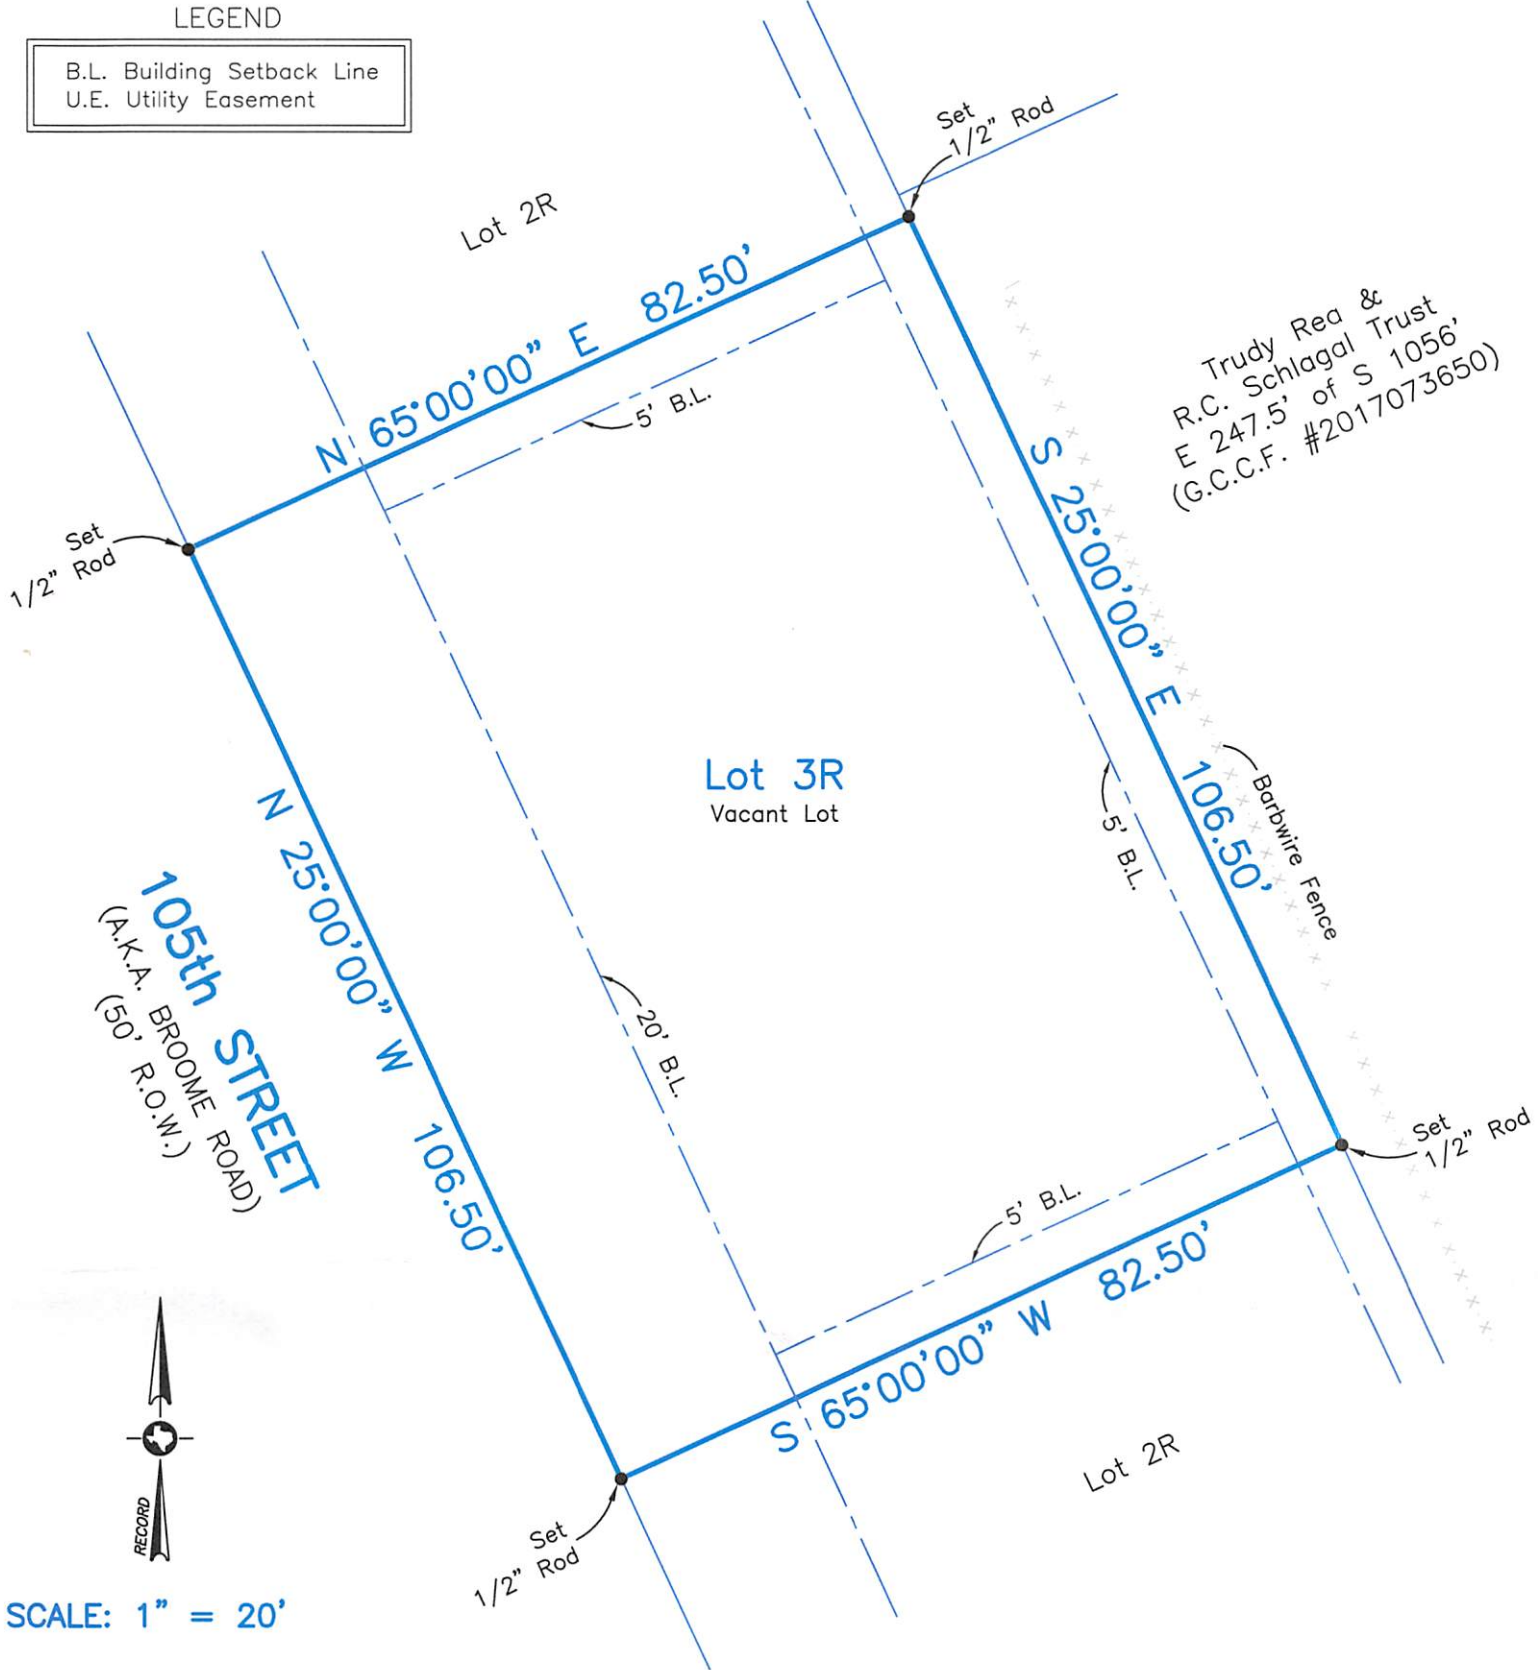 LEGEND
B.L. Building Setback Line
U.E. Utility Easement
Set
1/2" Rod
Lot 2R
N 65°00'00" E 82.50'
5' B.L.
Trudy Rea &
R.C. Schlagal Trust
E 247.5' of S 1056'
(G.C.C.F. #2017073650)
S 25°00'00" E 106.50'
Set
1/2" Rod
Lot 3R
Vacant Lot
5' B.L.
Barbwire Fence
N 25°00'00" W 106.50'
105th STREET
(A.K.A. BROOME ROAD)
(50' R.O.W.)
20' B.L.
Set
1/2" Rod
5' B.L.
S 65°00'00" W 82.50'
Lot 2R
RECORD
Set
1/2" Rod
SCALE: 1" = 20'